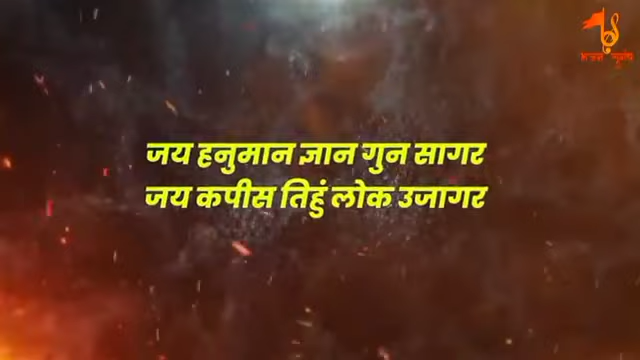 जय हनुमान ज्ञान गुन सागर
जय कपीस तिहुं लोक उजागर